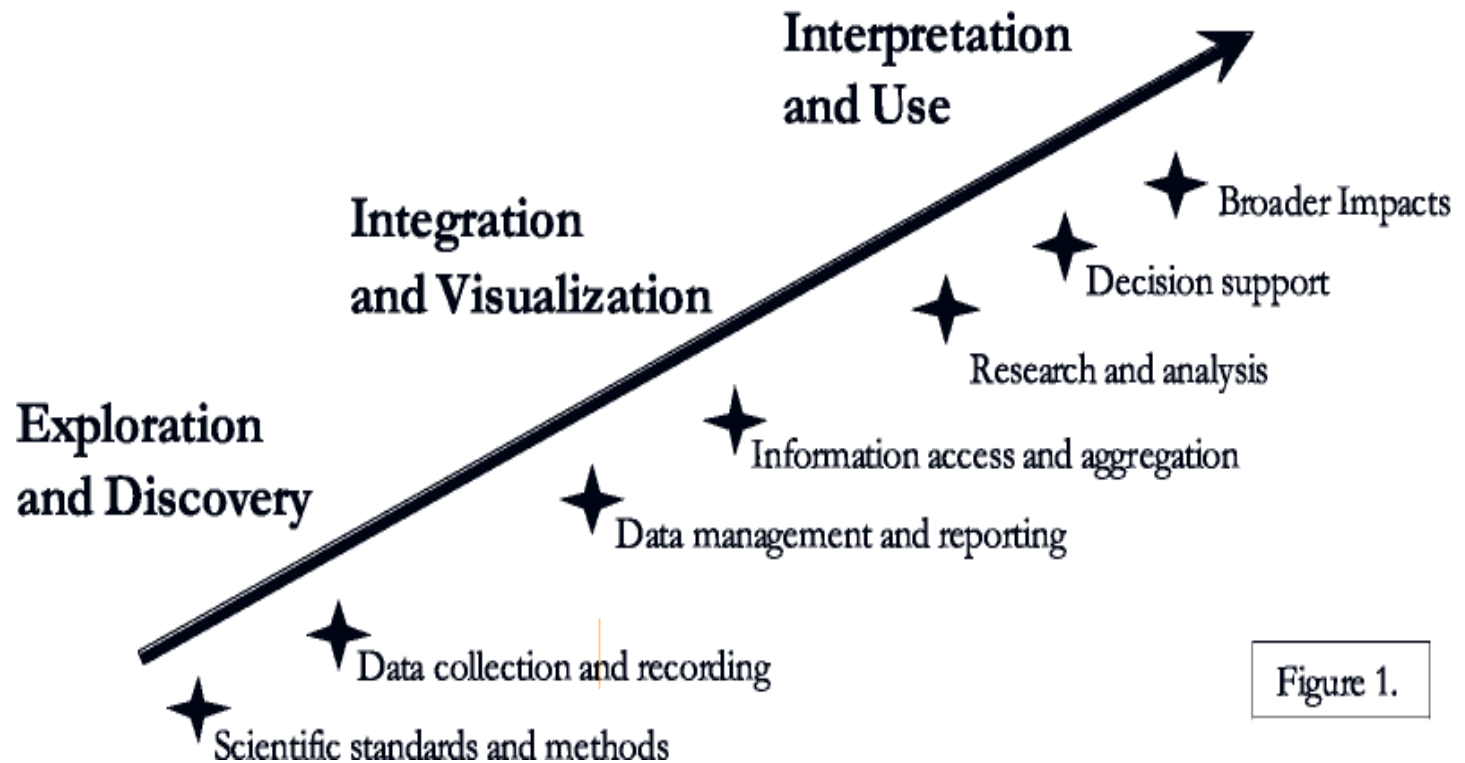 Interpretation
and Use
Broader Impacts
Integration
and Visualization
Decision support
Research and analysis
Exploration
and Discovery
Information access and aggregation
Data management and reporting
Data collection and recording
Figure 1.
Scientific standards and methods